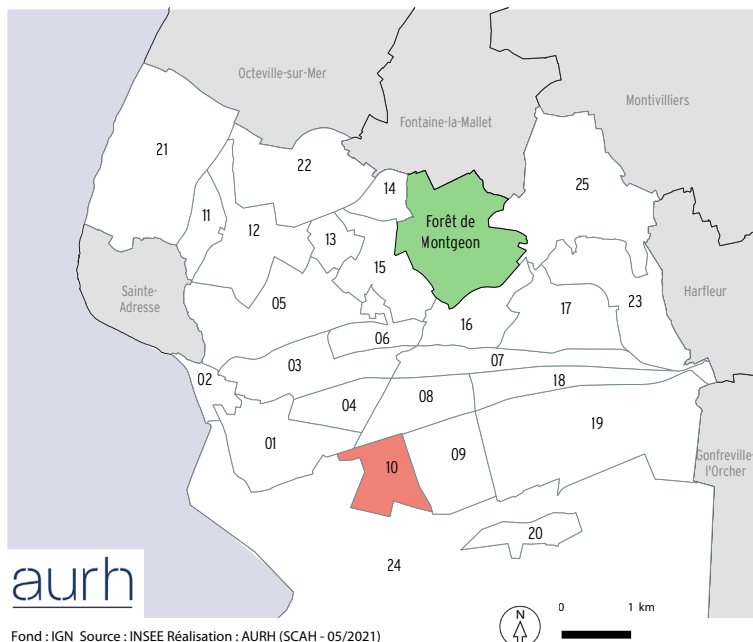 Octeville-sur-Mer
Montivilliers
Fontaine-la-Mallet
21
22
14
25
11
12
13
Forêt de
Montgeon
15
Sainte-
Adresse
05
17
23
Harfleur
16
06
07
03
02
18
08
04
19
01
09
Gonfreville-
l'Orcher
10
20
24
aurh
N
0 1 km
Fond : IGN Source : INSEE Réalisation : AURH (SCAH - 05/2021)